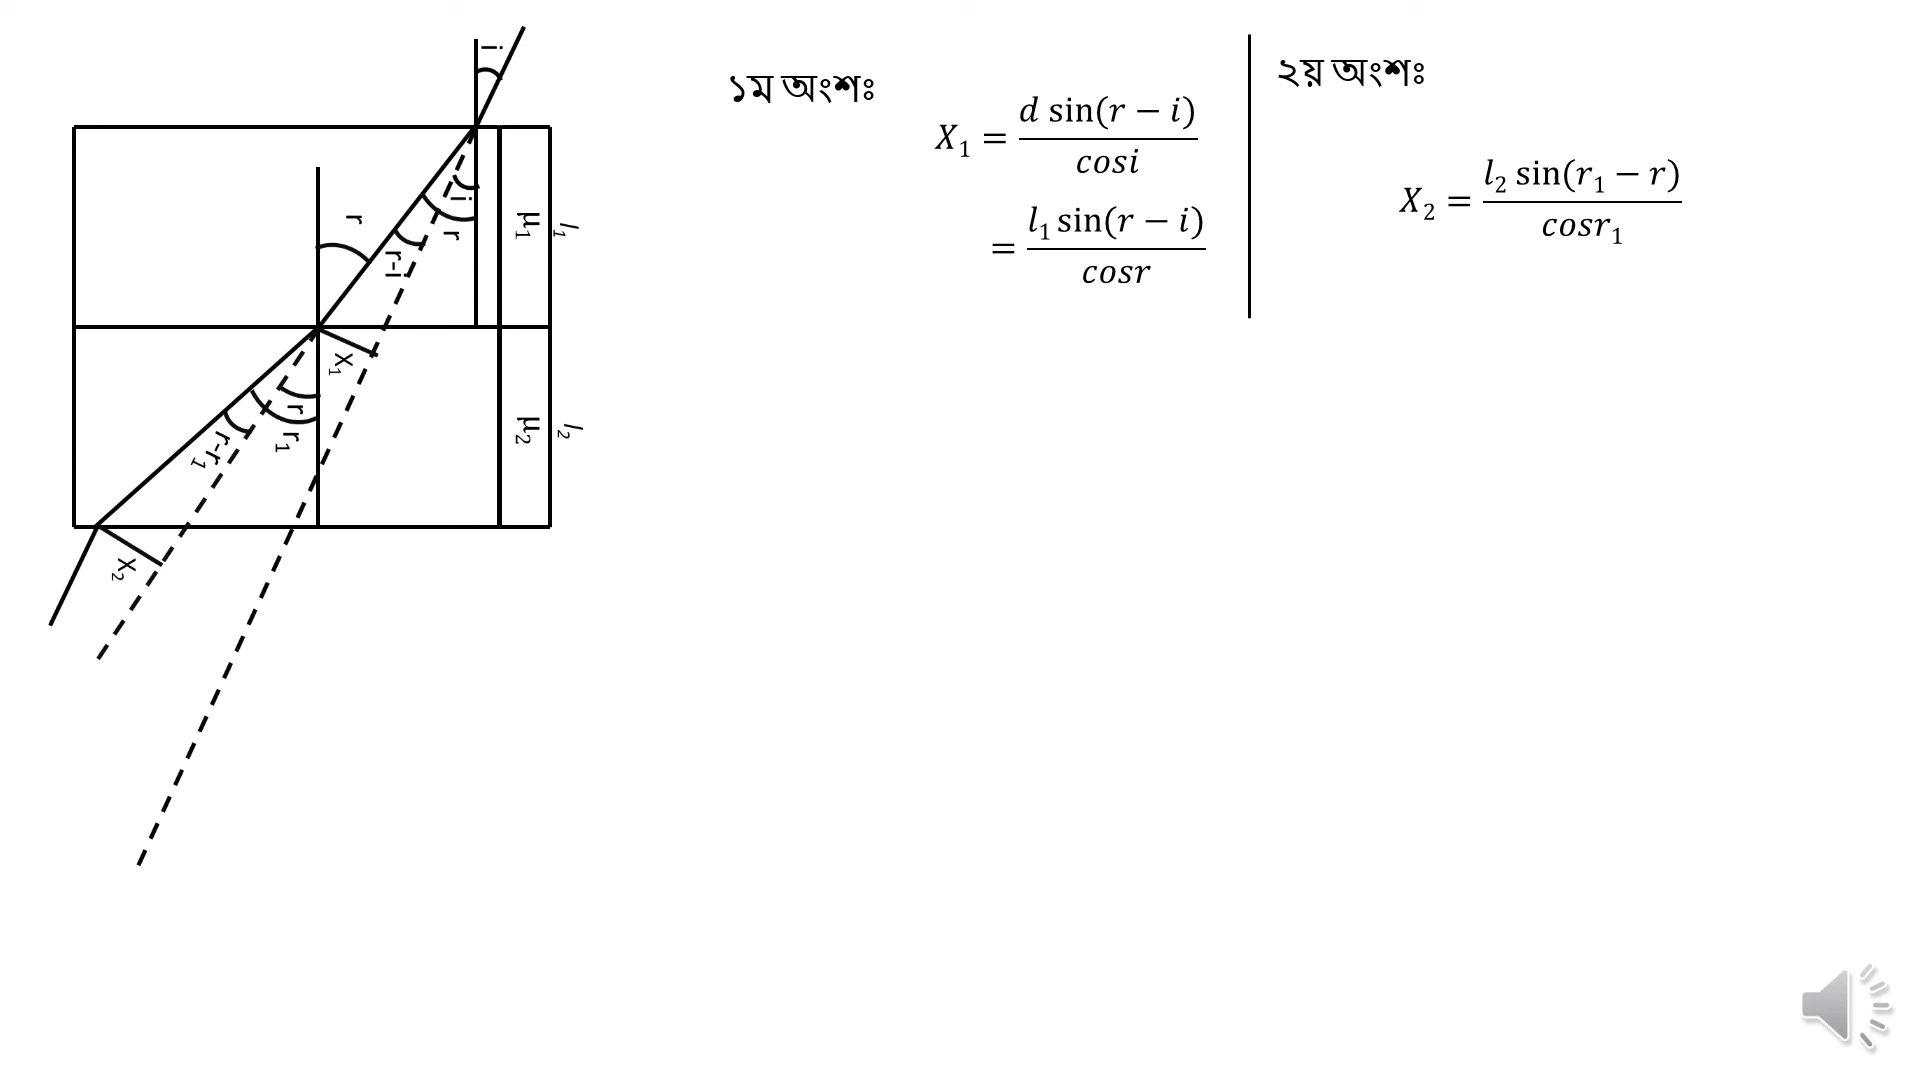 i
১ম অংশঃ
X₁ = d sin(r − i) / cosi
= l₁ sin(r − i) / cosr
২য় অংশঃ
X₂ = l₂ sin(r₁ − r) / cosr₁
i
r
r
r-i
μ₁
l₁
X₁
r
r₁
r-r₁
μ₂
l₂
X₂